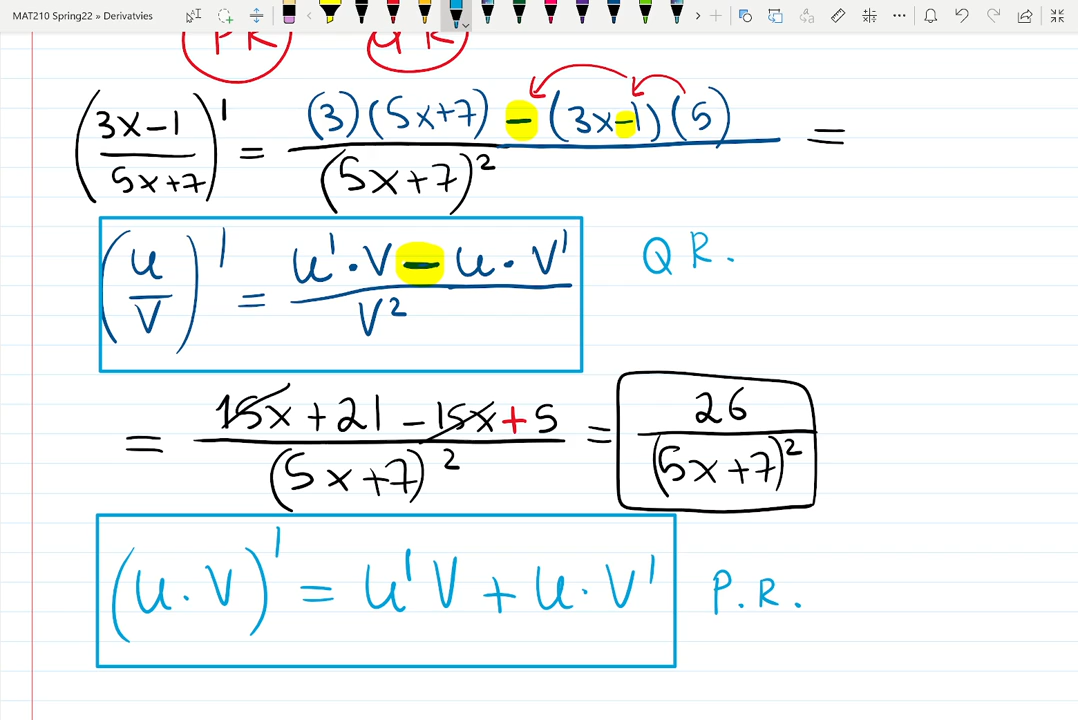 MAT210 Spring22 » Derivatvies
PR QR
((3x-1)/(5x+7))' = ((3)(5x+7) - (3x-1)(5))/(5x+7)² =
(u/v)' = (u'·v - u·v')/v² QR.
= (15x + 21 - 15x + 5)/(5x+7)² = 26/(5x+7)²
(u·v)' = u'v + u·v' P.R.